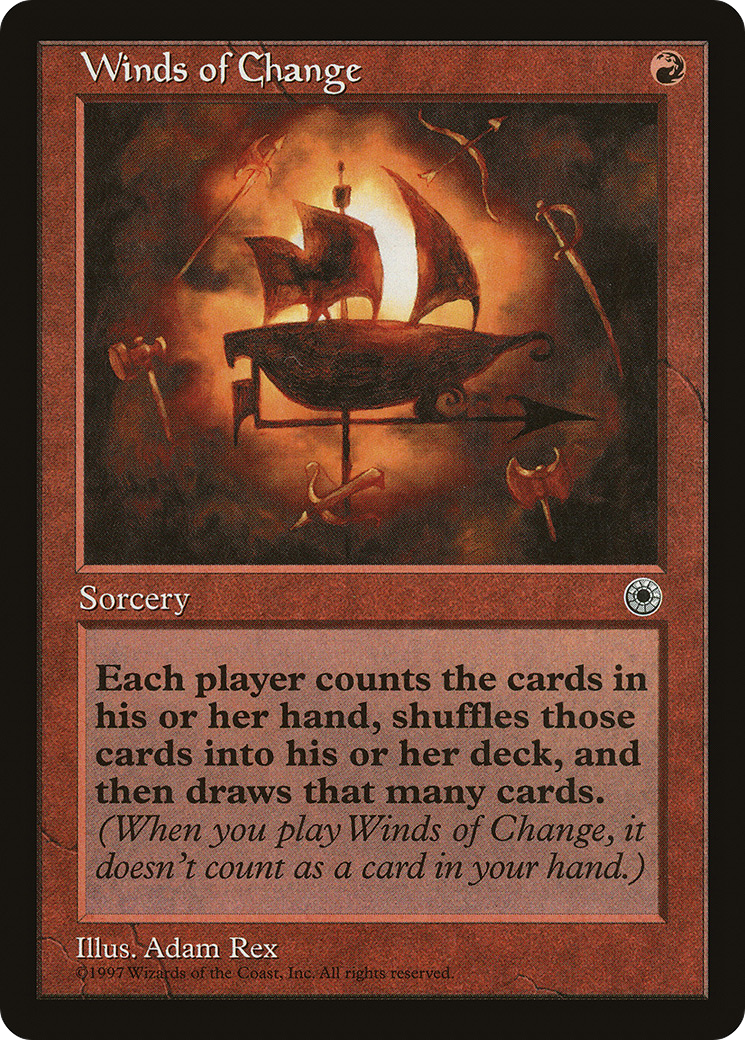 Winds of Change
Sorcery
Each player counts the cards in
his or her hand, shuffles those
cards into his or her deck, and
then draws that many cards.
(When you play Winds of Change, it
doesn't count as a card in your hand.)
Illus. Adam Rex
©1997 Wizards of the Coast, Inc. All rights reserved.